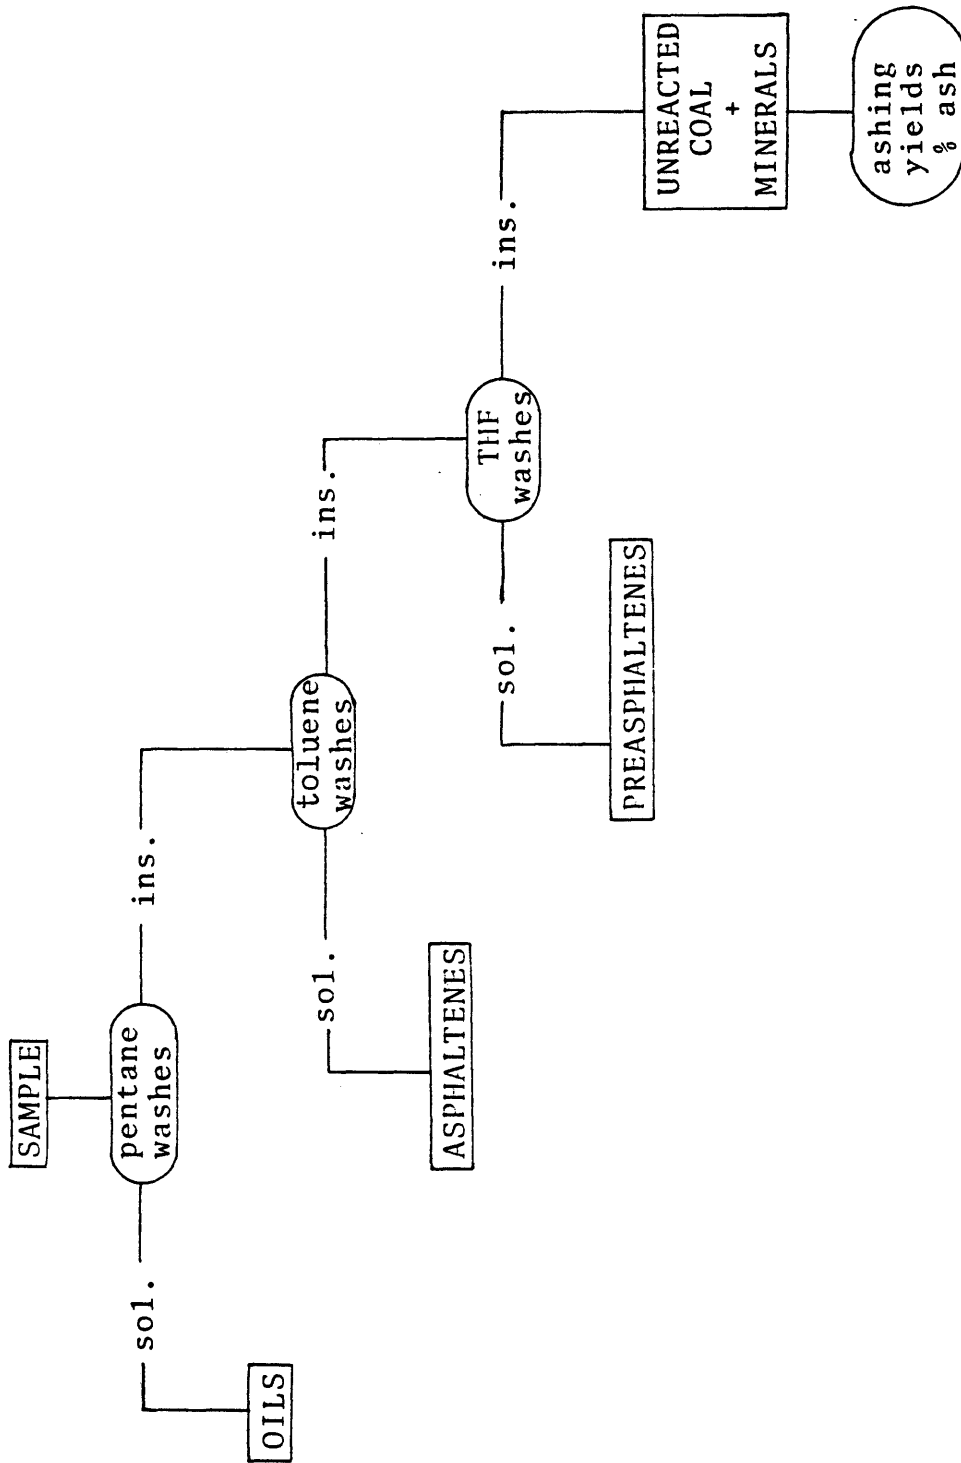 SAMPLE
pentane
washes
sol.
ins.
OILS
toluene
washes
sol.
ins.
ASPHALTENES
THF
washes
sol.
ins.
PREASPHALTENES
UNREACTED
COAL
+
MINERALS
ashing
yields
% ash